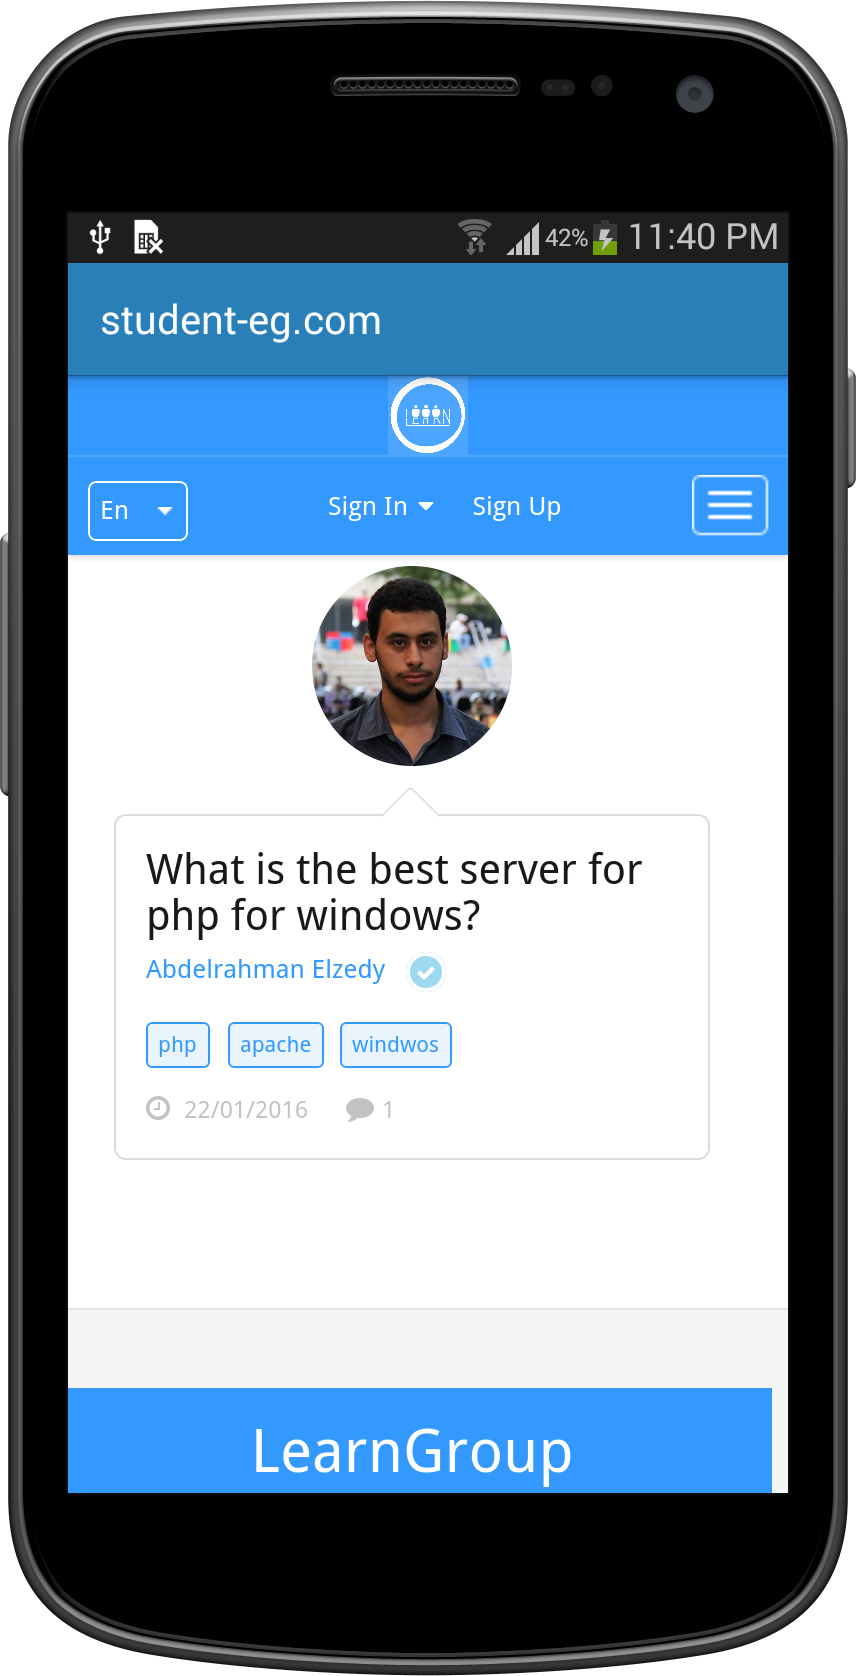 42% 11:40 PM
student-eg.com
LEARN
En Sign In Sign Up
What is the best server for
php for windows?
Abdelrahman Elzedy
php apache windwos
22/01/2016 1
LearnGroup